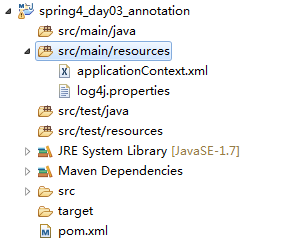 spring4_day03_annotation
src/main/java
src/main/resources
applicationContext.xml
log4j.properties
src/test/java
src/test/resources
JRE System Library [JavaSE-1.7]
Maven Dependencies
src
target
pom.xml